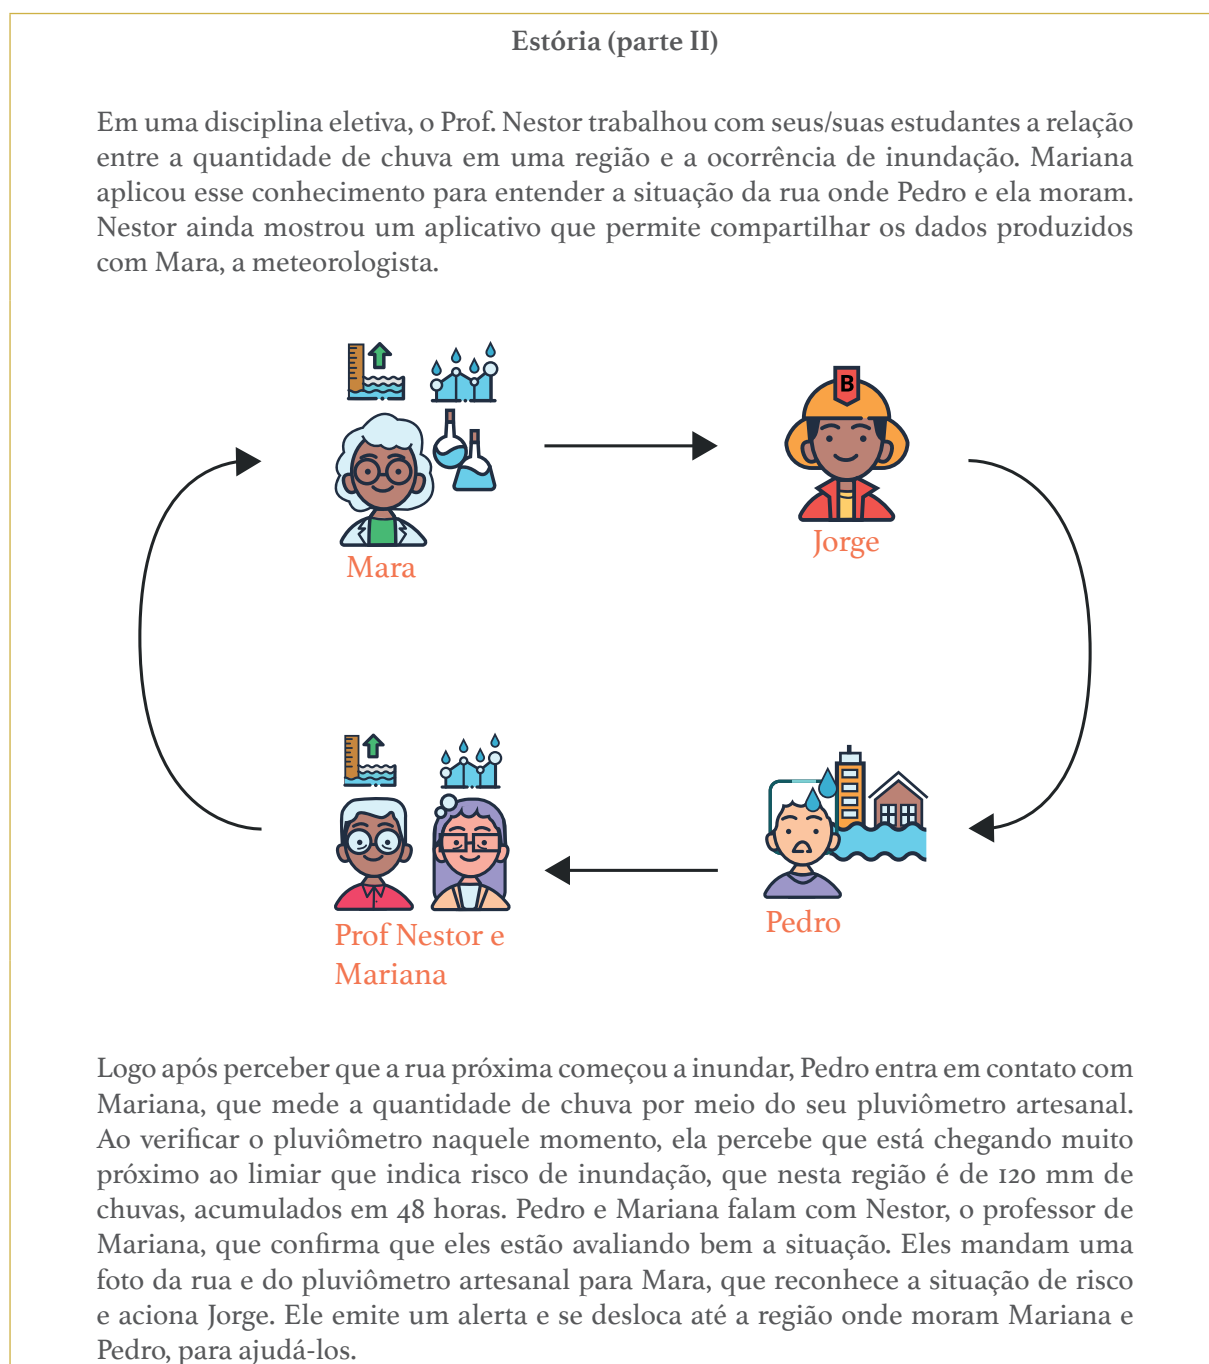 Estória (parte II)
Em uma disciplina eletiva, o Prof. Nestor trabalhou com seus/suas estudantes a relação
entre a quantidade de chuva em uma região e a ocorrência de inundação. Mariana
aplicou esse conhecimento para entender a situação da rua onde Pedro e ela moram.
Nestor ainda mostrou um aplicativo que permite compartilhar os dados produzidos
com Mara, a meteorologista.
B
Mara
Jorge
Prof Nestor e
Mariana
Pedro
Logo após perceber que a rua próxima começou a inundar, Pedro entra em contato com
Mariana, que mede a quantidade de chuva por meio do seu pluviômetro artesanal.
Ao verificar o pluviômetro naquele momento, ela percebe que está chegando muito
próximo ao limiar que indica risco de inundação, que nesta região é de 120 mm de
chuvas, acumulados em 48 horas. Pedro e Mariana falam com Nestor, o professor de
Mariana, que confirma que eles estão avaliando bem a situação. Eles mandam uma
foto da rua e do pluviômetro artesanal para Mara, que reconhece a situação de risco
e aciona Jorge. Ele emite um alerta e se desloca até a região onde moram Mariana e
Pedro, para ajudá-los.